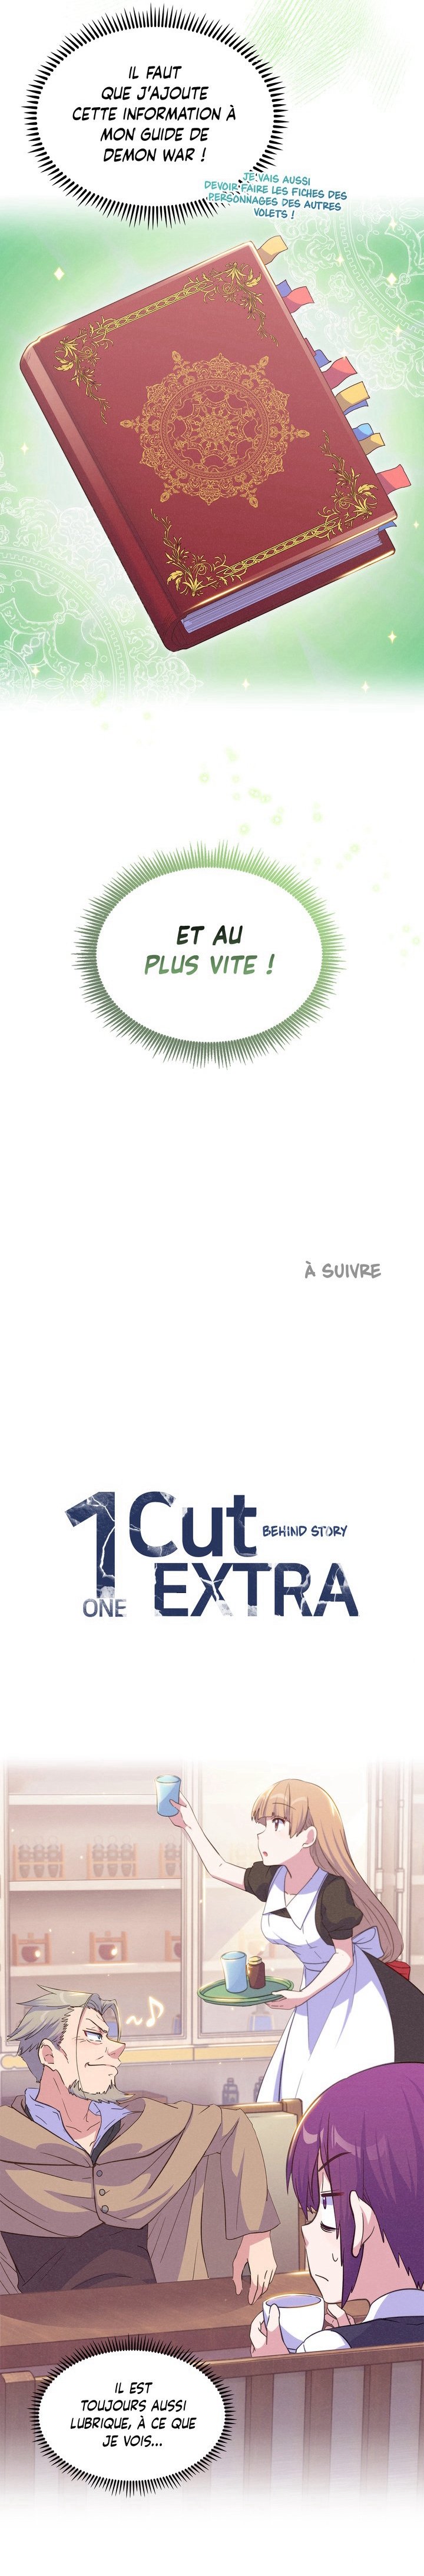 IL FAUT
QUE J'AJOUTE
CETTE INFORMATION À
MON GUIDE DE
DEMON WAR !
JE VAIS AUSSI
DEVOIR FAIRE LES FICHES DES
PERSONNAGES DES AUTRES
VOLETS !
ET AU
PLUS VITE !
À SUIVRE
1 Cut BEHIND STORY
ONE EXTRA
IL EST
TOUJOURS AUSSI
LUBRIQUE, À CE QUE
JE VOIS...